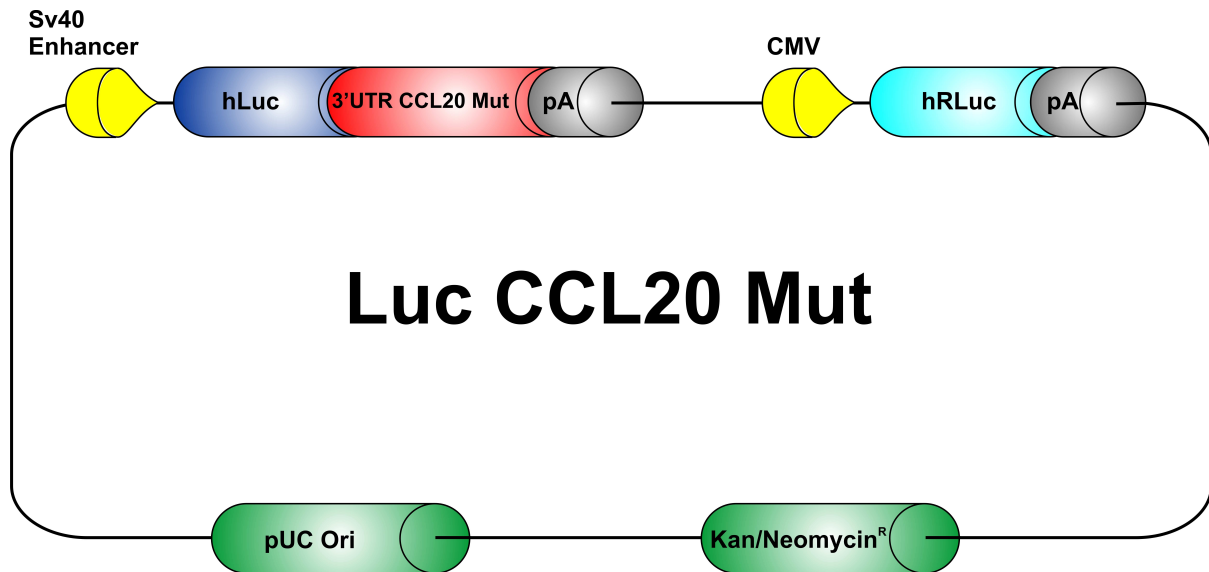 Sv40
Enhancer
CMV
hLuc
3'UTR CCL20 Mut
pA
hRLuc
pA
Luc CCL20 Mut
pUC Ori
Kan/Neomycin^R